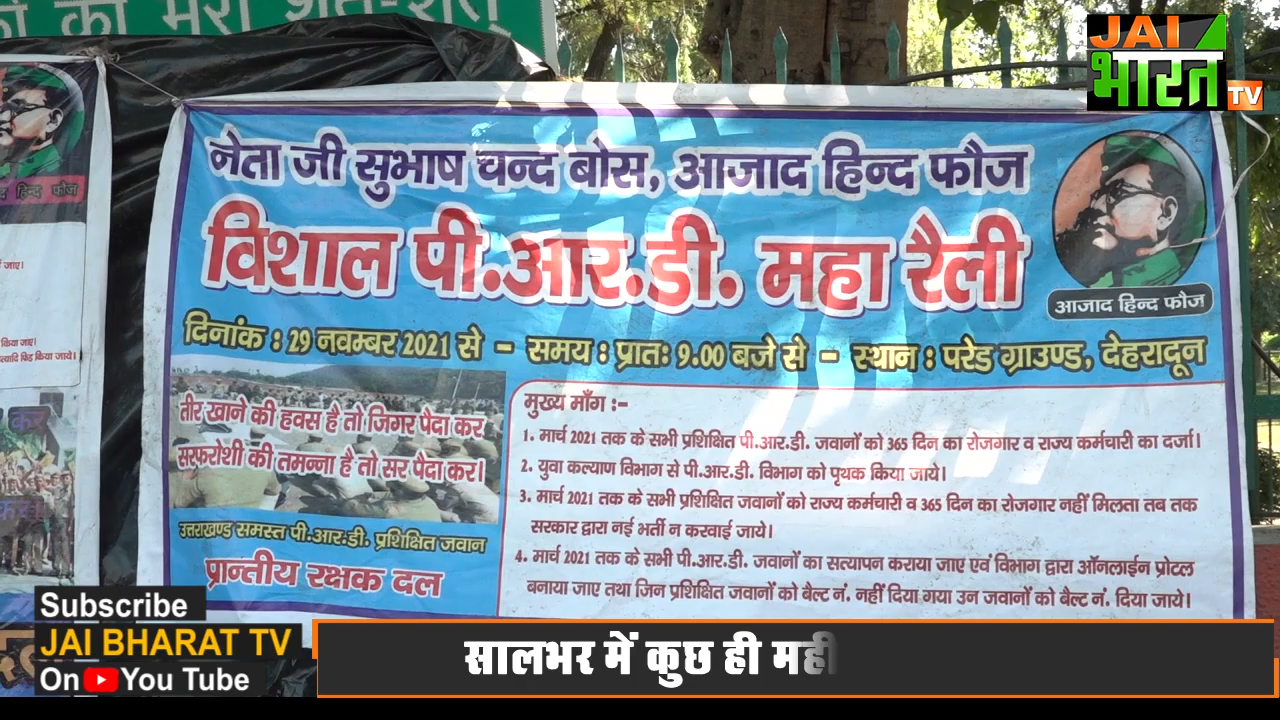 को का मेरा शत-शत्
JAI
भारत
TV
नेता जी सुभाष चन्द बोस, आजाद हिन्द फौज
विशाल पी.आर.डी. महा रैली
आजाद हिन्द फौज
दिनांक : 29 नवम्बर 2021 से - समय : प्रातः 9.00 बजे से - स्थान : परेड ग्राउण्ड, देहरादून
तीर खाने की हवस है तो जिगर पैदा कर
सरफरोशी की तमन्ना है तो सर पैदा कर।
उत्तराखण्ड समस्त पी.आर.डी. प्रशिक्षित जवान
प्रान्तीय रक्षक दल
मुख्य माँग :-
1. मार्च 2021 तक के सभी प्रशिक्षित पी.आर.डी. जवानों को 365 दिन का रोजगार व राज्य कर्मचारी का दर्जा।
2. युवा कल्याण विभाग से पी.आर.डी. विभाग को पृथक किया जाये।
3. मार्च 2021 तक के सभी प्रशिक्षित जवानों को राज्य कर्मचारी व 365 दिन का रोजगार नहीं मिलता तब तक
सरकार द्वारा नई भर्ती न करवाई जाये।
4. मार्च 2021 तक के सभी पी.आर.डी. जवानों का सत्यापन कराया जाए एवं विभाग द्वारा ऑनलाईन प्रोटल
बनाया जाए तथा जिन प्रशिक्षित जवानों को बैल्ट नं. नहीं दिया गया उन जवानों को बैल्ट नं. दिया जाये।
हिन्द फौज
जाए।
किया जाए।
इत्यादि फिट किया जाये।
कर
Subscribe
JAI BHARAT TV
On YouTube
सालभर में कुछ ही मही